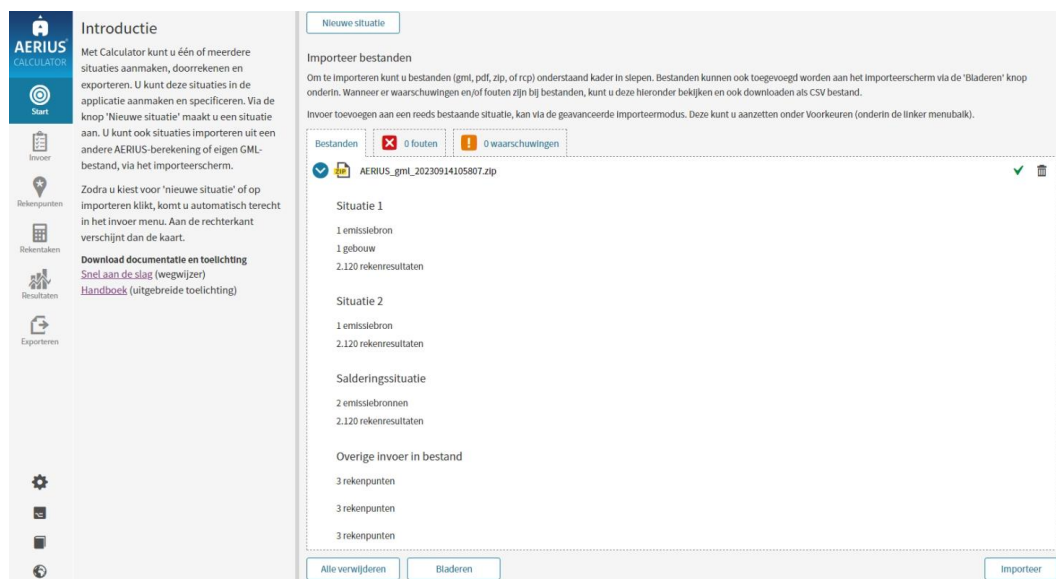 AERIUS
CALCULATOR
Start
Invoer
Rekenpunten
Rekentaken
Resultaten
Exporteren
Introductie
Met Calculator kunt u één of meerdere
situaties aanmaken, doorrekenen en
exporteren. U kunt deze situaties in de
applicatie aanmaken en specificeren. Via de
knop 'Nieuwe situatie' maakt u een situatie
aan. U kunt ook situaties importeren uit een
andere AERIUS-berekening of eigen GML-
bestand, via het importeerscherm.
Zodra u kiest voor 'nieuwe situatie' of op
importeren klikt, komt u automatisch terecht
in het invoer menu. Aan de rechterkant
verschijnt dan de kaart.
Download documentatie en toelichting
Snel aan de slag (wegwijzer)
Handboek (uitgebreide toelichting)
Nieuwe situatie
Importeer bestanden
Om te importeren kunt u bestanden (gml, pdf, zip, of rcp) onderstaand kader in slepen. Bestanden kunnen ook toegevoegd worden aan het importeerscherm via de 'Bladeren' knop
onderin. Wanneer er waarschuwingen en/of fouten zijn bij bestanden, kunt u deze hieronder bekijken en ook downloaden als CSV bestand.
Invoer toevoegen aan een reeds bestaande situatie, kan via de geavanceerde importeermodus. Deze kunt u aanzetten onder Voorkeuren (onderin de linker menubalk).
Bestanden
0 fouten
0 waarschuwingen
ZIP AERIUS_gml_20230914105807.zip
Situatie 1
1 emissiebron
1 gebouw
2.120 rekenresultaten
Situatie 2
1 emissiebron
2.120 rekenresultaten
Salderingssituatie
2 emissiebronnen
2.120 rekenresultaten
Overige invoer in bestand
3 rekenpunten
3 rekenpunten
3 rekenpunten
Alle verwijderen
Bladeren
Importeer